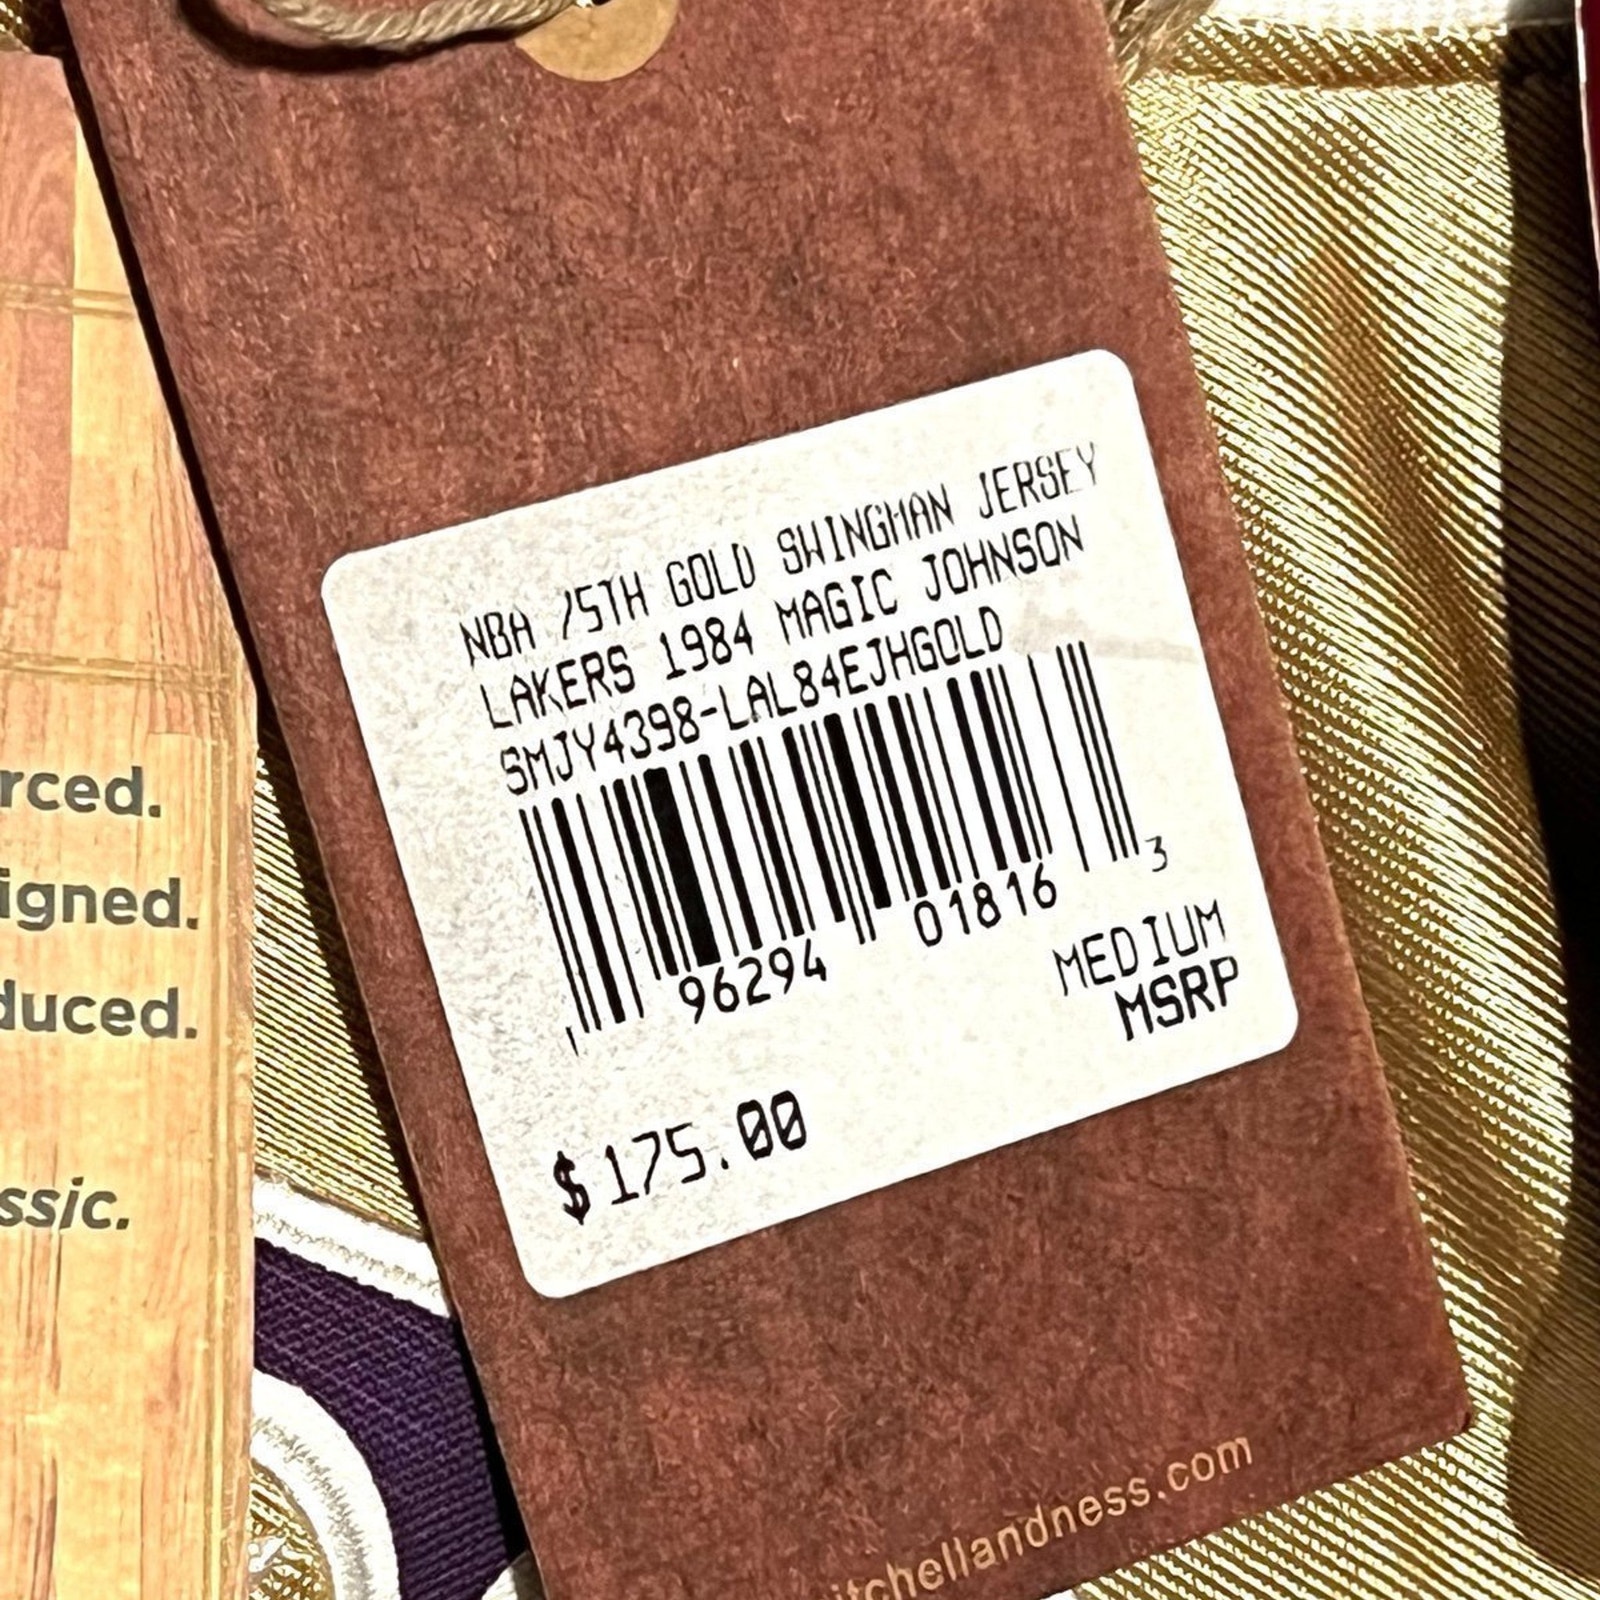 NBA 75TH GOLD SWINGMAN JERSEY
LAKERS 1984 MAGIC JOHNSON
SMJY4398-LAL84EJHGOLD
96294 01816 3
MEDIUM
MSRP
$175.00
itchellandness.com
rced.
igned.
duced.
ssic.